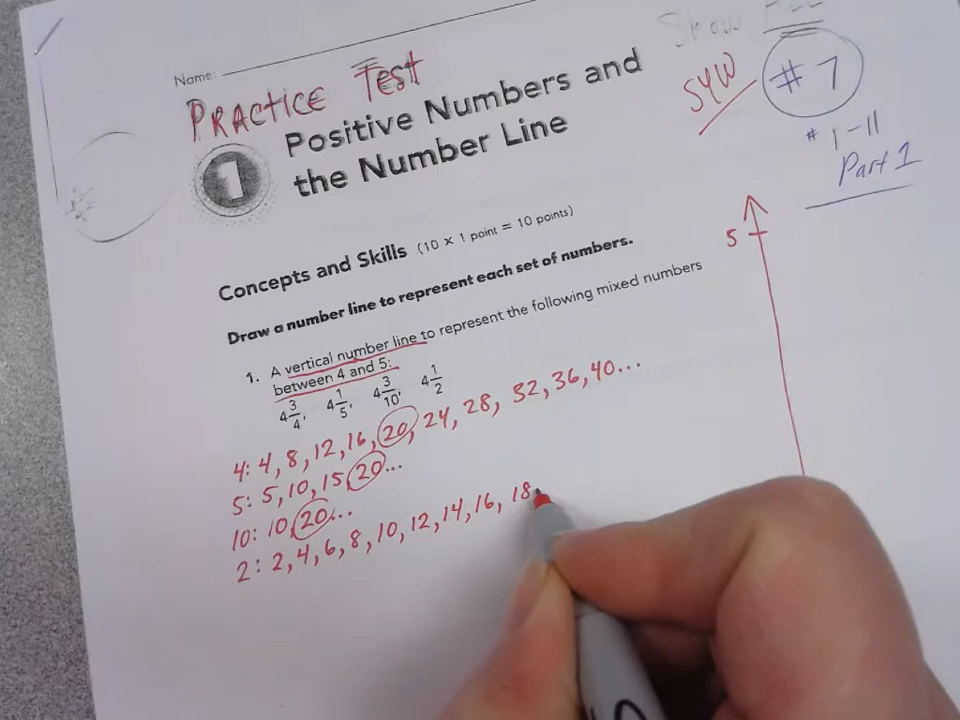 Show ALL
Name:
PRACTICE Test
SYW
# 7
1
Positive Numbers and
the Number Line
# 1-11
Part 1
Concepts and Skills (10 × 1 point = 10 points)
5
Draw a number line to represent each set of numbers.
1. A vertical number line to represent the following mixed numbers
between 4 and 5:
4 3/4, 4 1/5, 4 3/10, 4 1/2
4: 4, 8, 12, 16, 20, 24, 28, 32, 36, 40...
5: 5, 10, 15, 20...
10: 10, 20...
2: 2, 4, 6, 8, 10, 12, 14, 16, 18